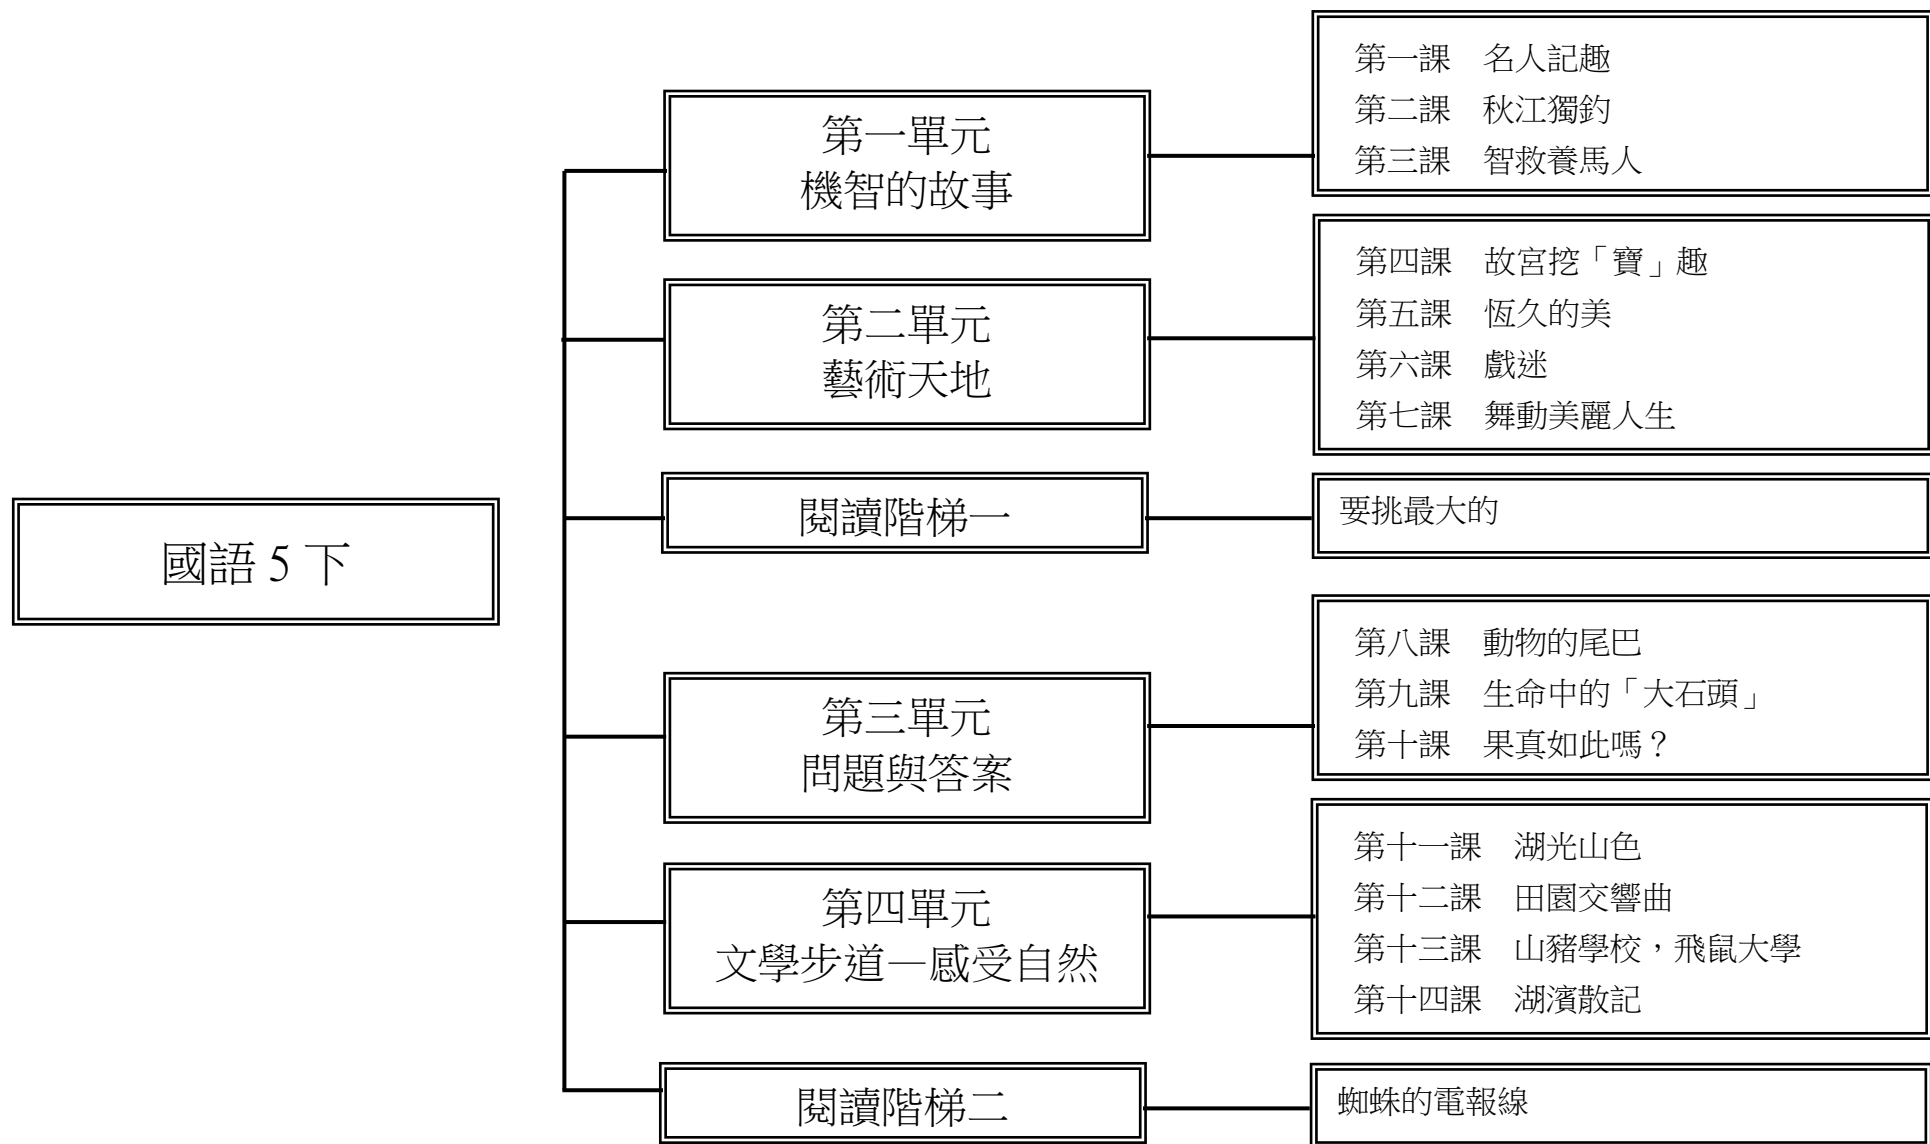 國語 5 下
第一單元
機智的故事
第一課　名人記趣
第二課　秋江獨釣
第三課　智救養馬人
第二單元
藝術天地
第四課　故宮挖「寶」趣
第五課　恆久的美
第六課　戲迷
第七課　舞動美麗人生
閱讀階梯一
要挑最大的
第三單元
問題與答案
第八課　動物的尾巴
第九課　生命中的「大石頭」
第十課　果真如此嗎？
第四單元
文學步道—感受自然
第十一課　湖光山色
第十二課　田園交響曲
第十三課　山豬學校，飛鼠大學
第十四課　湖濱散記
閱讀階梯二
蜘蛛的電報線